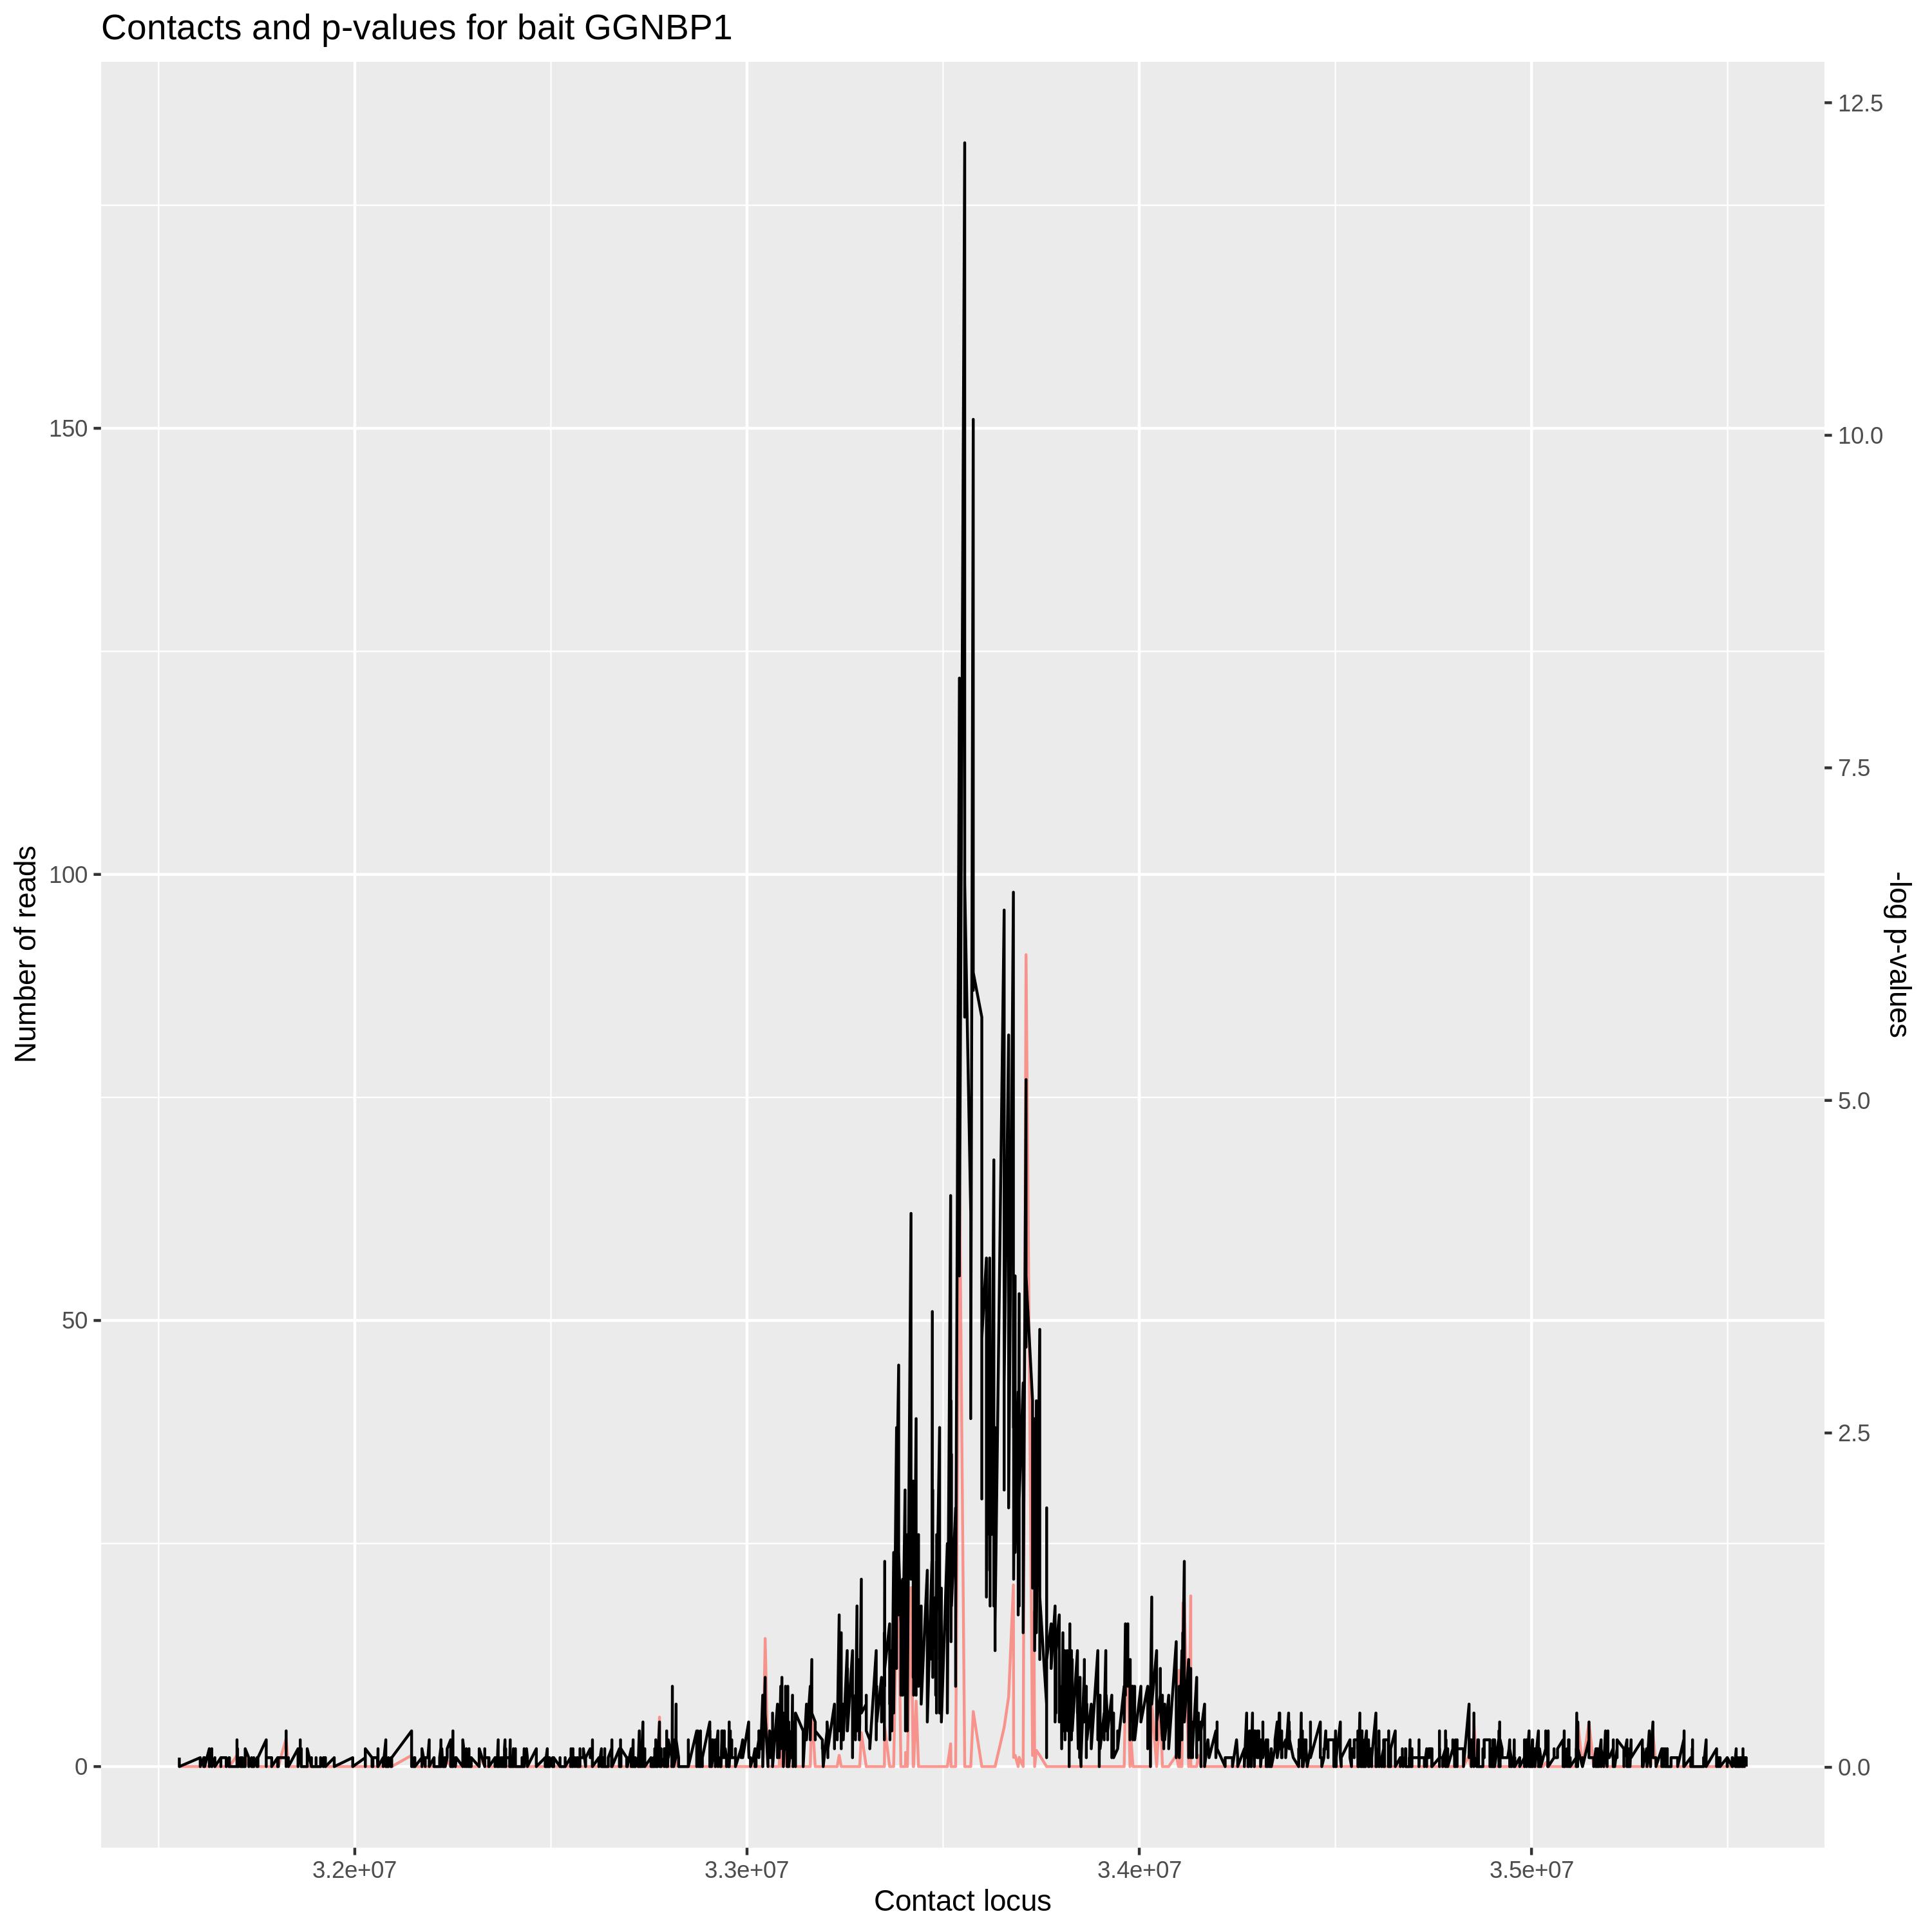 Contacts and p-values for bait GGNBP1
12.5
150
10.0
7.5
100
Number of reads
-log p-values
5.0
50
2.5
0
0.0
3.2e+07
3.3e+07
3.4e+07
3.5e+07
Contact locus